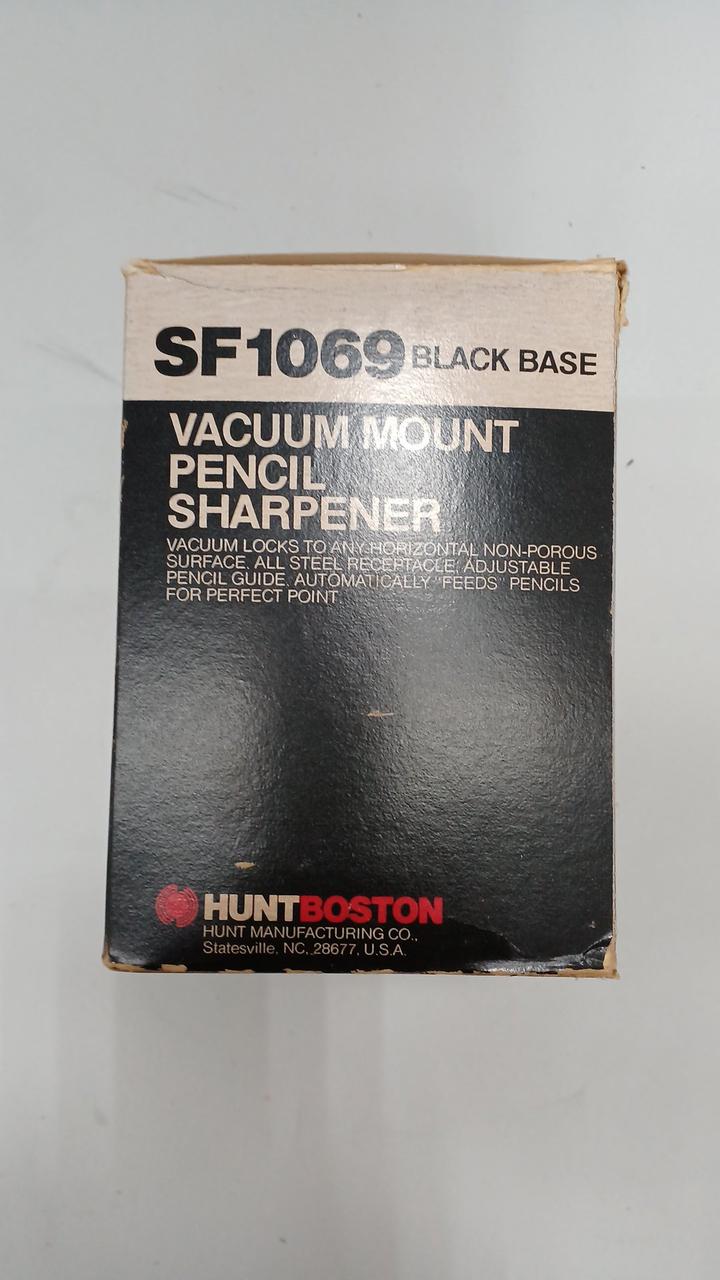 SF1069 BLACK BASE
VACUUM MOUNT
PENCIL
SHARPENER
VACUUM LOCKS TO ANY HORIZONTAL NON-POROUS
SURFACE. ALL STEEL RECEPTACLE. ADJUSTABLE
PENCIL GUIDE. AUTOMATICALLY "FEEDS" PENCILS
FOR PERFECT POINT.
HUNTBOSTON
HUNT MANUFACTURING CO.,
Statesville, NC, 28677, U.S.A.